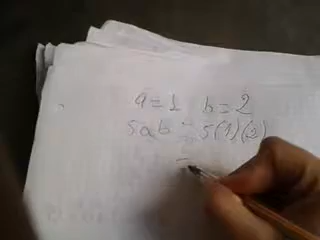 a=1 b=2
5ab = 5(1)(2)
=